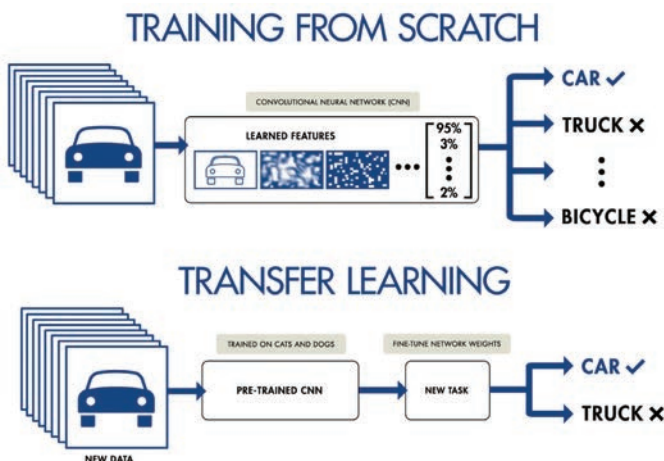 TRAINING FROM SCRATCH
CONVOLUTIONAL NEURAL NETWORK (CNN)
LEARNED FEATURES
95%
3%
2%
CAR ✓
TRUCK ✗
BICYCLE ✗
TRANSFER LEARNING
TRAINED ON CATS AND DOGS
FINE-TUNE NETWORK WEIGHTS
PRE-TRAINED CNN
NEW TASK
CAR ✓
TRUCK ✗
NEW DATA